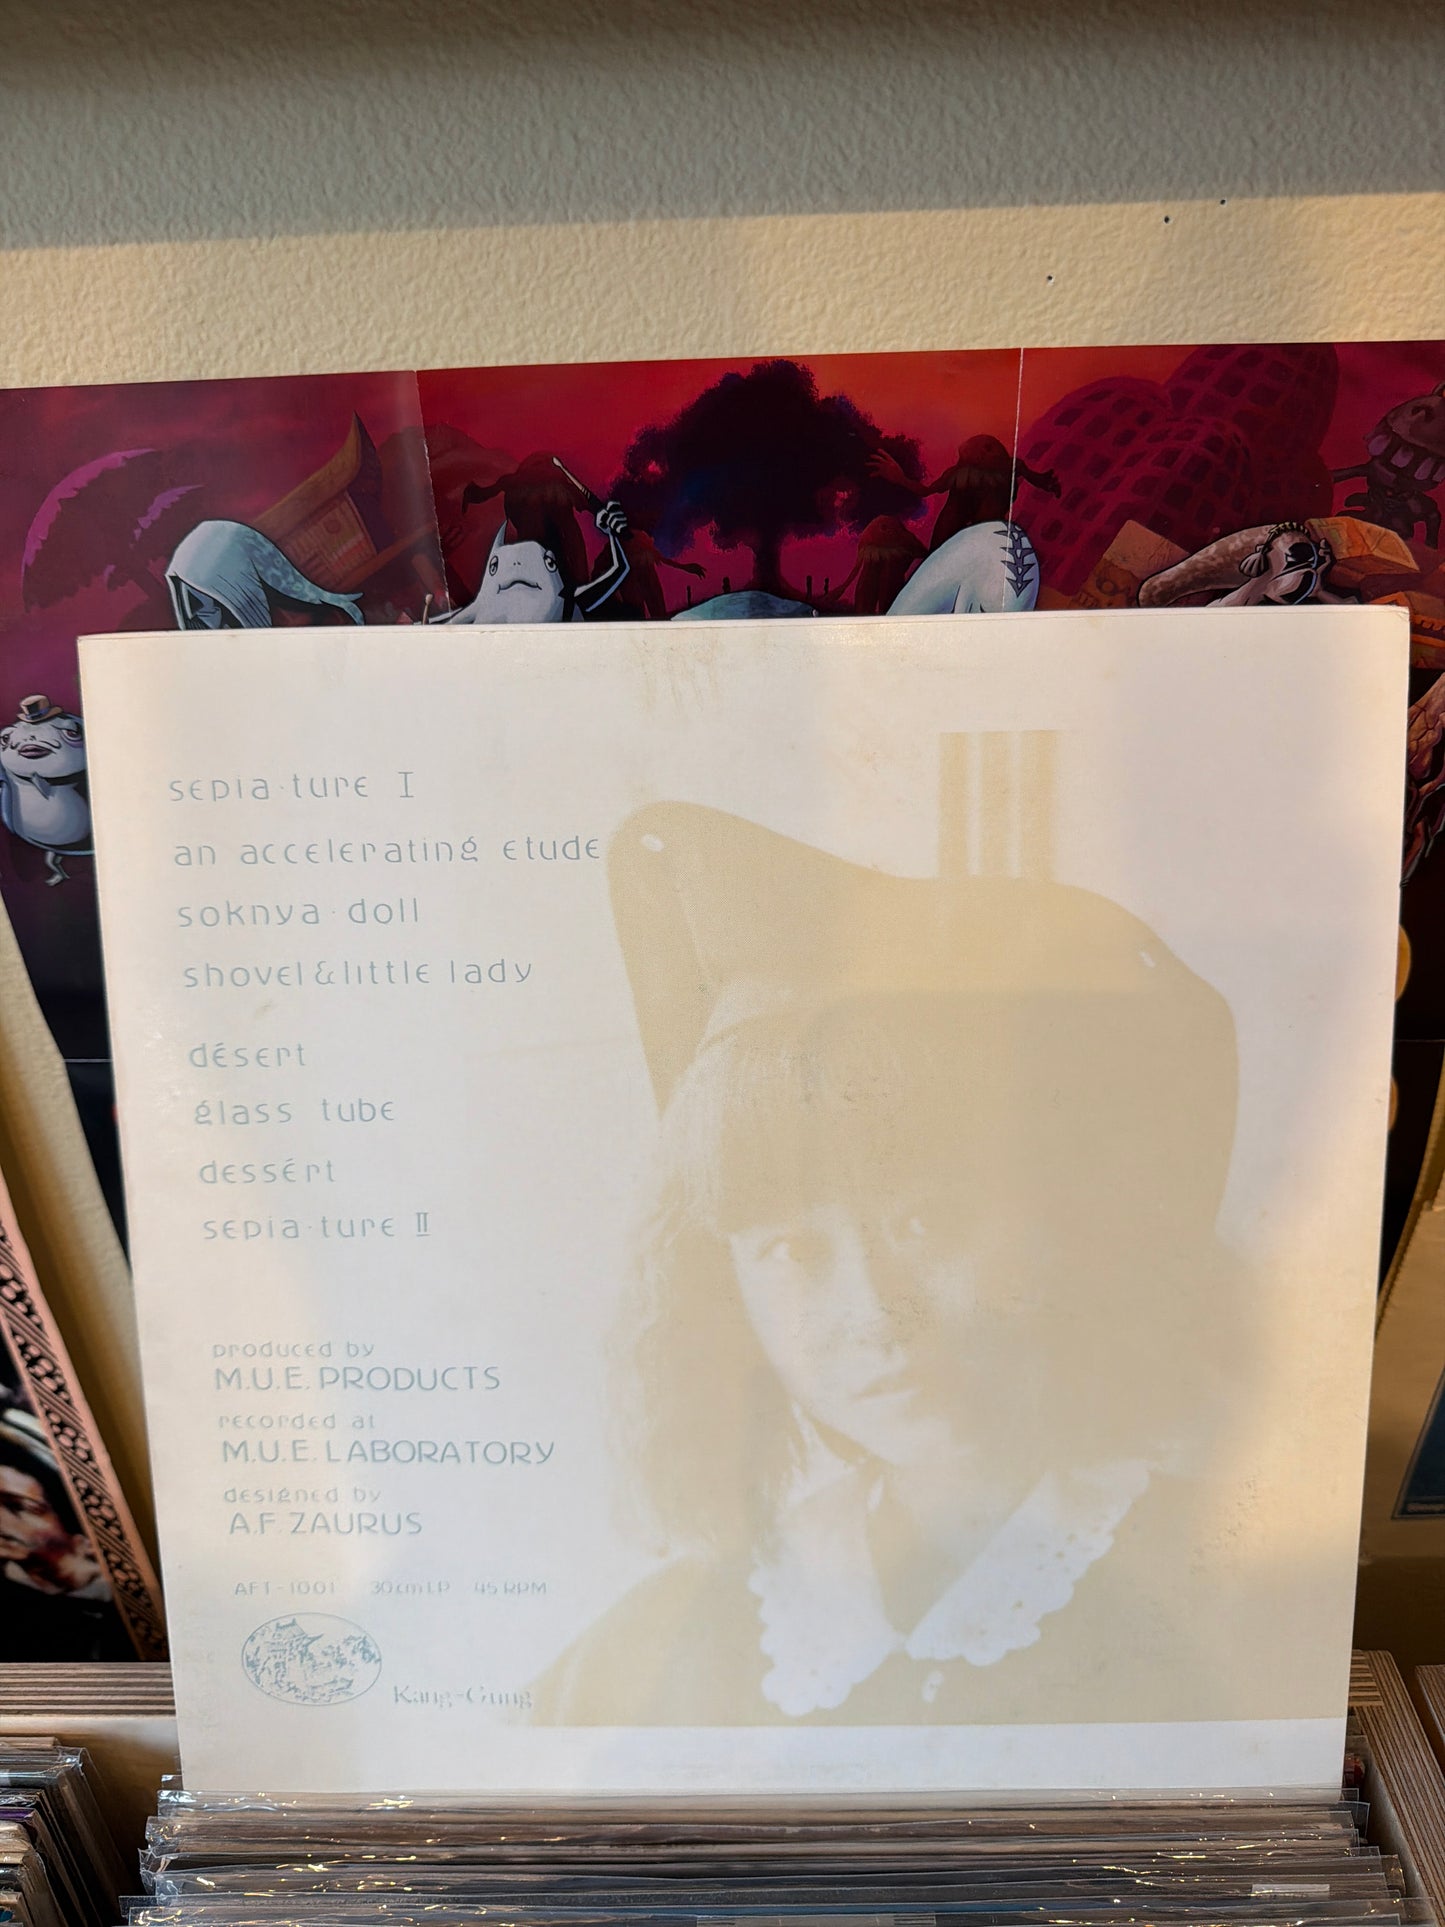 sepia·ture I
an accelerating etude
soknya·doll
shovel&little lady
désert
glass tube
dessért
sepia·ture II
produced by
M.U.E. PRODUCTS
recorded at
M.U.E. LABORATORY
designed by
A.F. ZAURUS
AFT-1001 30cm LP 45 RPM
Kang-Gung